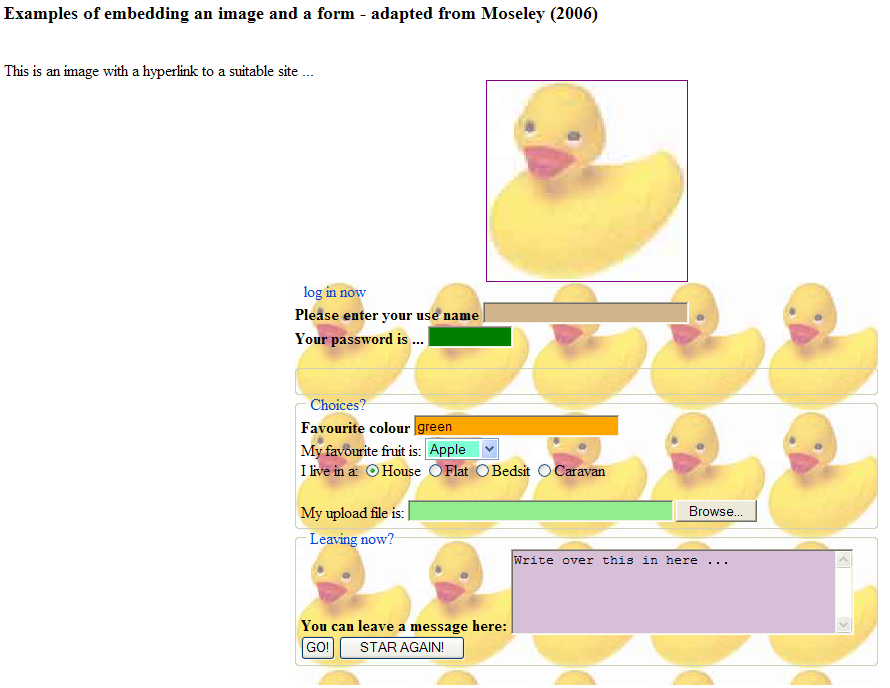 Examples of embedding an image and a form - adapted from Moseley (2006)
This is an image with a hyperlink to a suitable site ...
log in now
Please enter your use name
Your password is ...
Choices?
Favourite colour green
My favourite fruit is: Apple
I live in a: House Flat Bedsit Caravan
My upload file is: Browse...
Leaving now?
Write over this in here ...
You can leave a message here:
GO! STAR AGAIN!